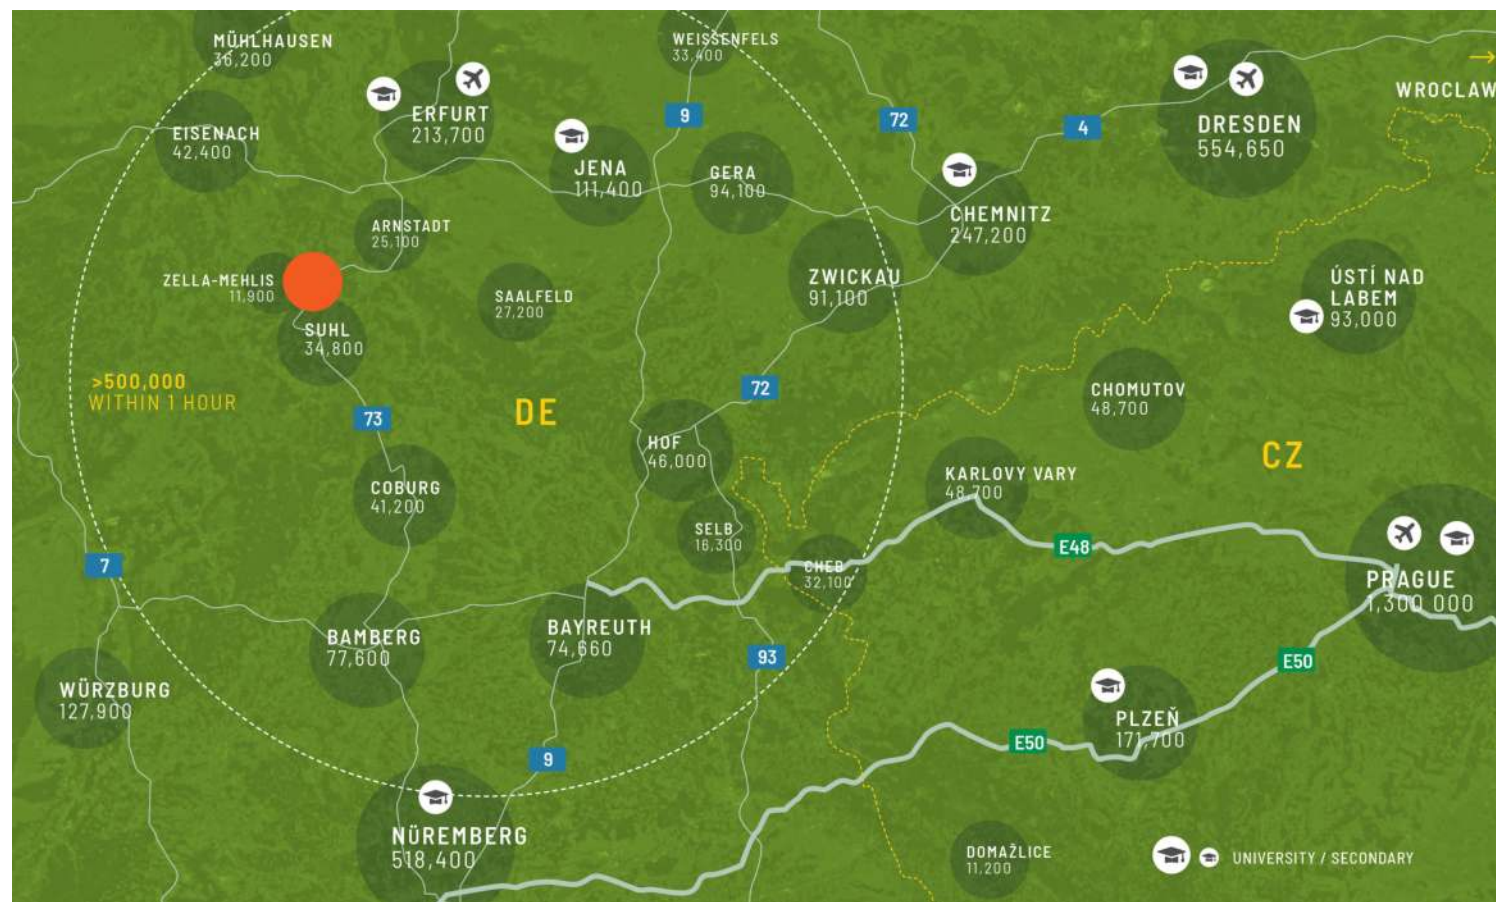 MÜHLHAUSEN
36,200
WEISSENFELS
33,400
WROCLAW
ERFURT
213,700
EISENACH
42,400
9
72
4
DRESDEN
554,650
JENA
111,400
GERA
94,100
CHEMNITZ
247,200
ARNSTADT
25,100
ZELLA-MEHLIS
11,900
SAALFELD
27,200
ZWICKAU
91,100
ÚSTÍ NAD
LABEM
93,000
SUHL
34,800
>500,000
WITHIN 1 HOUR
73
DE
72
CHOMUTOV
48,700
HOF
46,000
CZ
COBURG
41,200
KARLOVY VARY
48,700
SELB
16,300
E48
7
CHEB
32,100
PRAGUE
1,300 000
BAMBERG
77,600
BAYREUTH
74,660
93
E50
WÜRZBURG
127,900
PLZEŇ
171,700
E50
9
NÜREMBERG
518,400
DOMAŽLICE
11,200
UNIVERSITY / SECONDARY